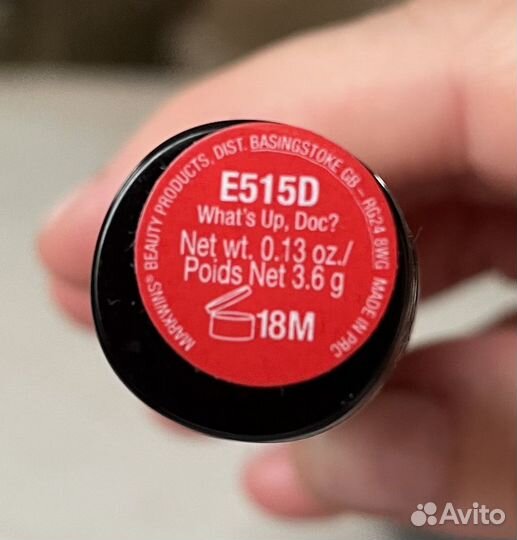 MARKWINS® BEAUTY PRODUCTS, DIST. BASINGSTOKE GB – RG24 8WG MADE IN PRC
E515D
What's Up, Doc?
Net wt. 0.13 oz./
Poids Net 3.6 g
18M
Avito